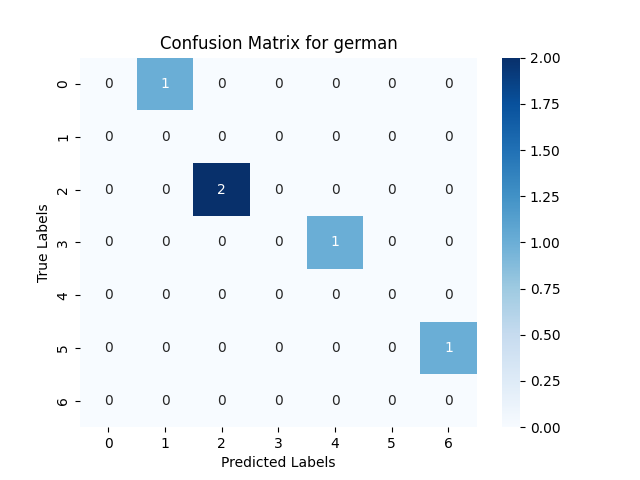 Confusion Matrix for german
0 0 1 0 0 0 0 0
1 0 0 0 0 0 0 0
2 0 0 2 0 0 0 0
3 0 0 0 0 1 0 0
4 0 0 0 0 0 0 0
5 0 0 0 0 0 0 1
6 0 0 0 0 0 0 0
0 1 2 3 4 5 6
True Labels
Predicted Labels
2.00
1.75
1.50
1.25
1.00
0.75
0.50
0.25
0.00